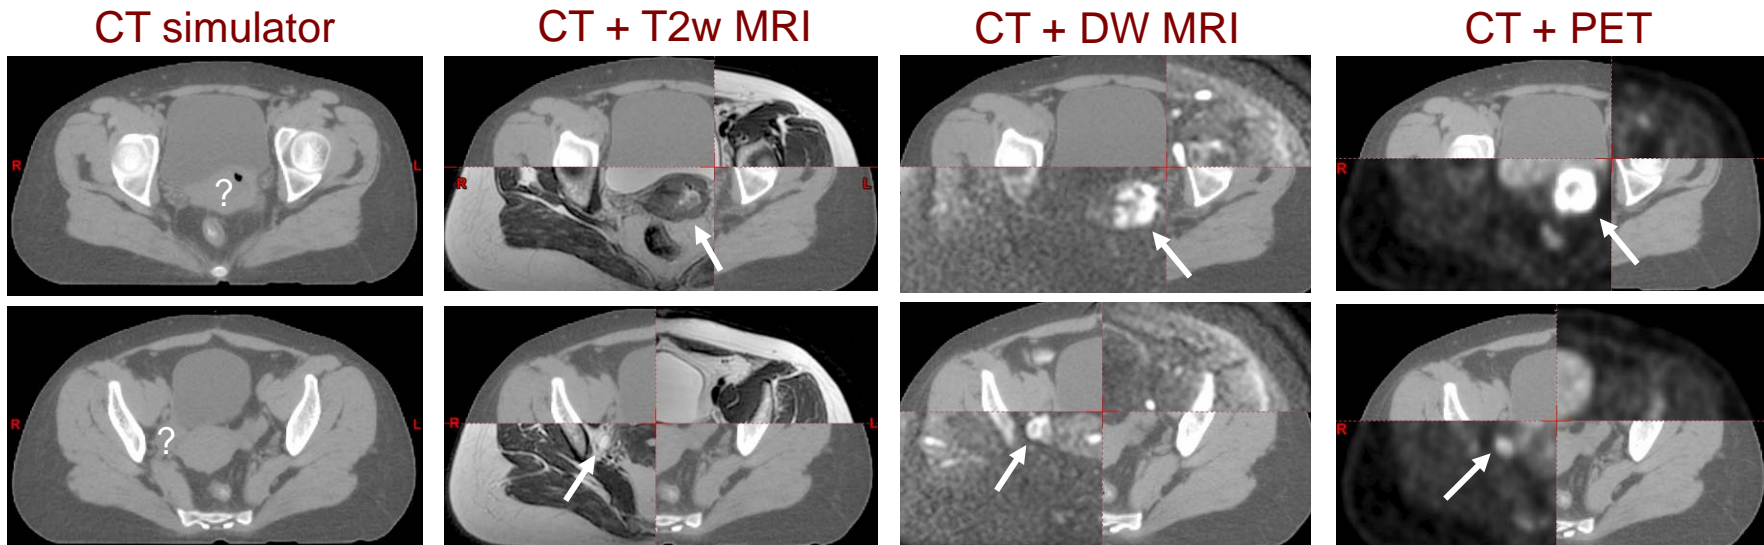 CT simulator
CT + T2w MRI
CT + DW MRI
CT + PET
R
?
L
R
L
R
R
?
L
R
L
R